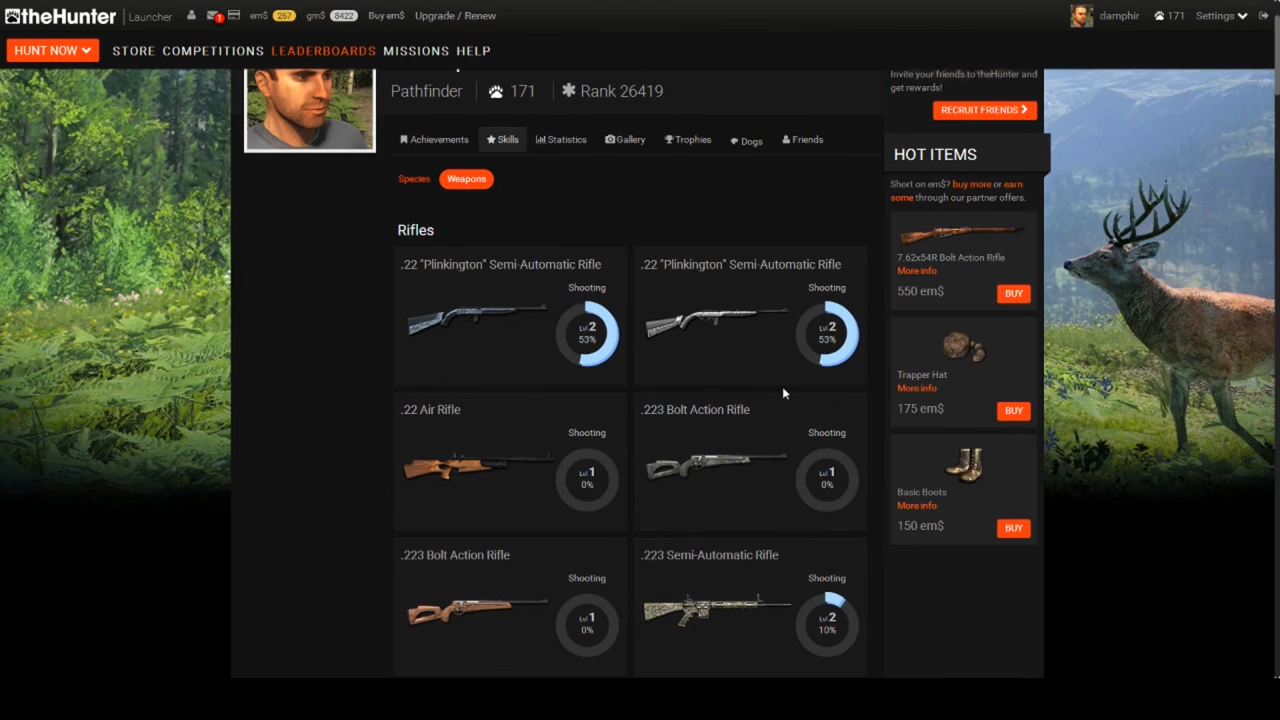 theHunter Launcher 1 em$ 267 gm$ 8422 Buy em$ Upgrade / Renew damphir 171 Settings
HUNT NOW STORE COMPETITIONS LEADERBOARDS MISSIONS HELP
Pathfinder 171 Rank 26419
Achievements Skills Statistics Gallery Trophies Dogs Friends
Species Weapons
Rifles
.22 "Plinkington" Semi-Automatic Rifle
Shooting
Lvl 2
53%
.22 "Plinkington" Semi-Automatic Rifle
Shooting
Lvl 2
53%
.22 Air Rifle
Shooting
Lvl 1
0%
.223 Bolt Action Rifle
Shooting
Lvl 1
0%
.223 Bolt Action Rifle
Shooting
Lvl 1
0%
.223 Semi-Automatic Rifle
Shooting
Lvl 2
10%
Invite your friends to theHunter and
get rewards!
RECRUIT FRIENDS
HOT ITEMS
Short on em$? buy more or earn
some through our partner offers.
7.62x54R Bolt Action Rifle
More info
550 em$ BUY
Trapper Hat
More info
175 em$ BUY
Basic Boots
More info
150 em$ BUY